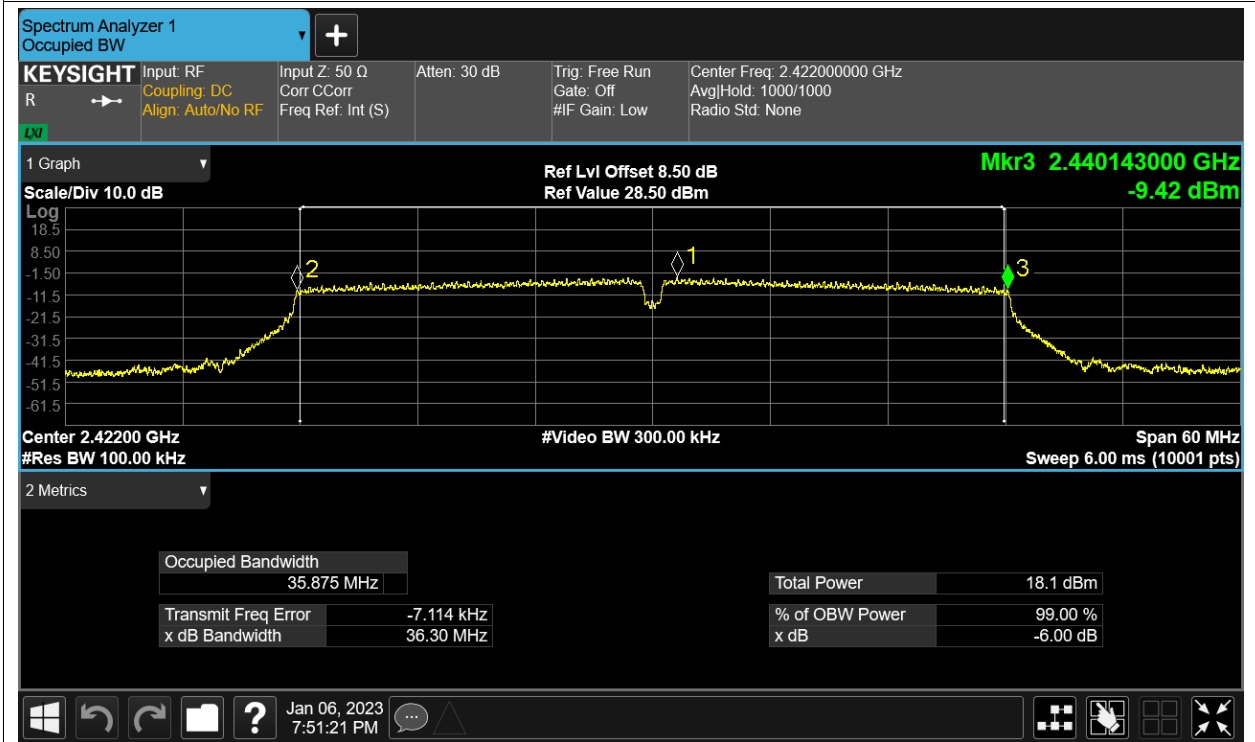 Spectrum Analyzer 1
Occupied BW
KEYSIGHT
R
LXI
Input: RF
Coupling: DC
Align: Auto/No RF
Input Z: 50 Ω
Corr CCorr
Freq Ref: Int (S)
Atten: 30 dB
Trig: Free Run
Gate: Off
#IF Gain: Low
Center Freq: 2.422000000 GHz
Avg|Hold: 1000/1000
Radio Std: None
1 Graph
Scale/Div 10.0 dB
Ref Lvl Offset 8.50 dB
Ref Value 28.50 dBm
Mkr3 2.440143000 GHz
-9.42 dBm
Log
18.5
8.50
-1.50
-11.5
-21.5
-31.5
-41.5
-51.5
-61.5
2
1
3
Center 2.42200 GHz
#Res BW 100.00 kHz
#Video BW 300.00 kHz
Span 60 MHz
Sweep 6.00 ms (10001 pts)
2 Metrics
Occupied Bandwidth
35.875 MHz
Transmit Freq Error -7.114 kHz
x dB Bandwidth 36.30 MHz
Total Power 18.1 dBm
% of OBW Power 99.00 %
x dB -6.00 dB
?
Jan 06, 2023
7:51:21 PM